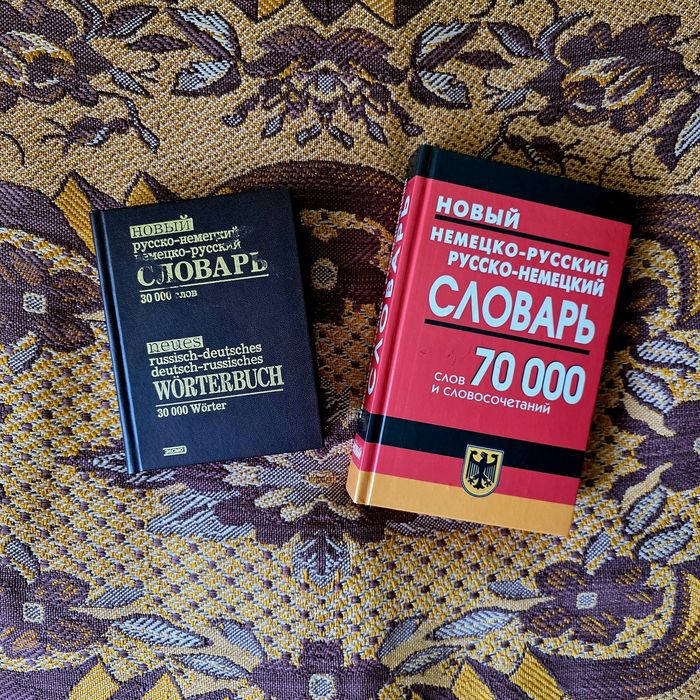 НОВЫЙ
РУССКО-НЕМЕЦКИЙ
НЕМЕЦКО-РУССКИЙ
СЛОВАРЬ
30 000 слов
neues
russisch-deutsches
deutsch-russisches
WÖRTERBUCH
30 000 Wörter
ЭКСМО
СЛОВАРЬ
НОВЫЙ
НЕМЕЦКО-РУССКИЙ
РУССКО-НЕМЕЦКИЙ
СЛОВАРЬ
СЛОВ 70 000
И СЛОВОСОЧЕТАНИЙ